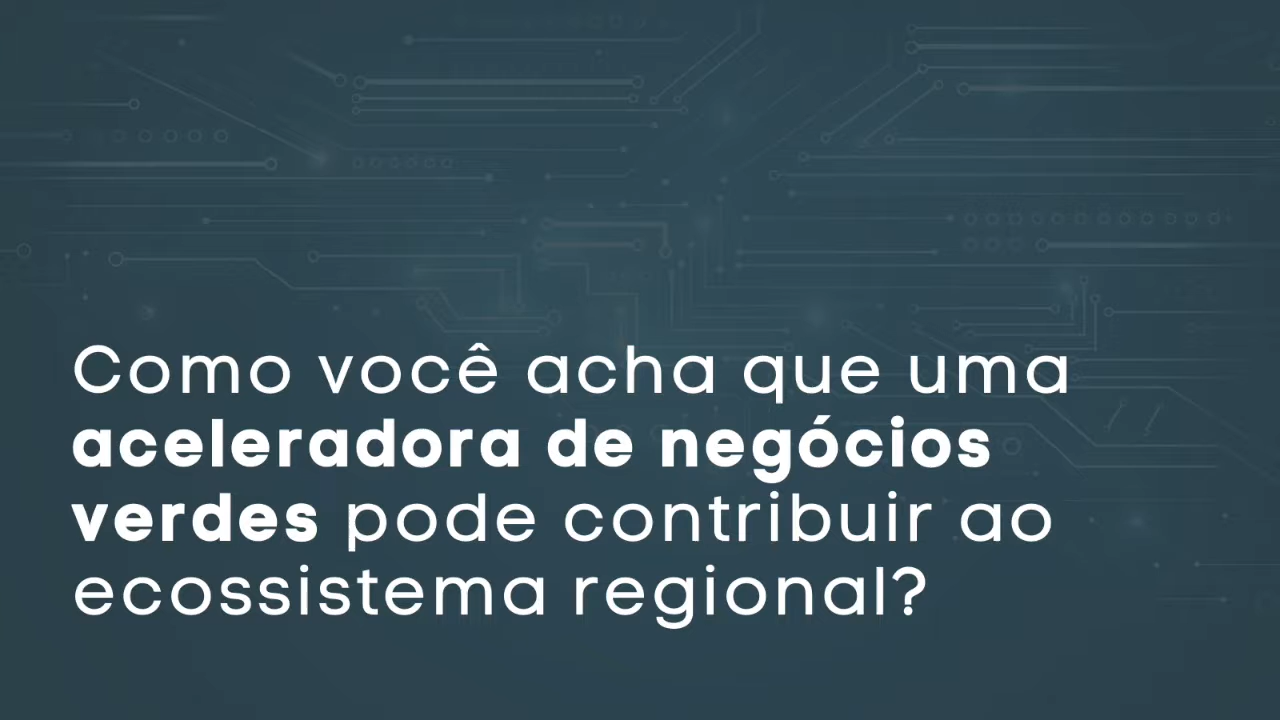 Como você acha que uma
aceleradora de negócios
verdes pode contribuir ao
ecossistema regional?